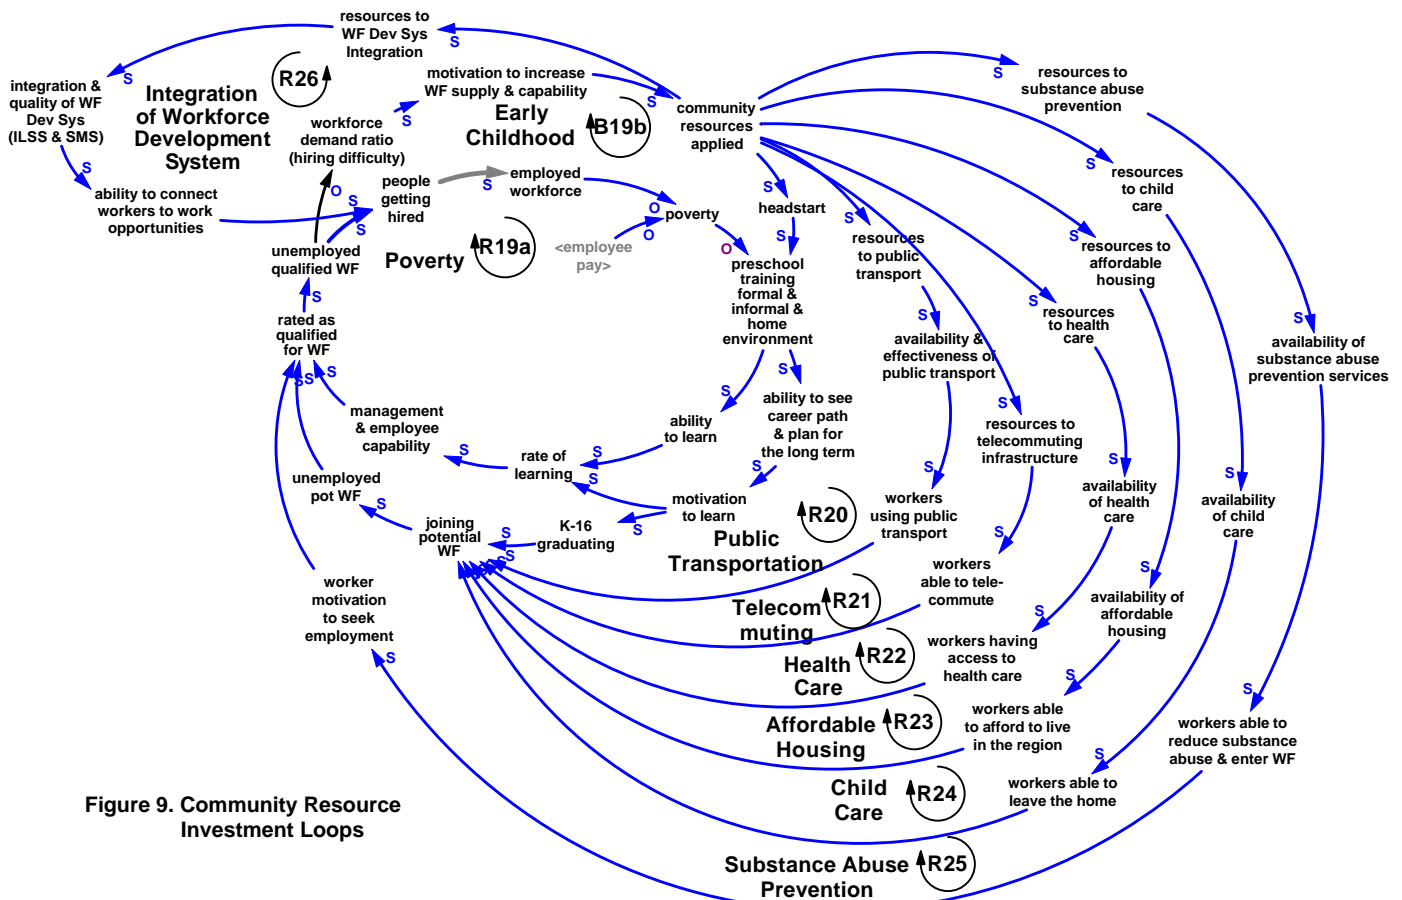 resources to
WF Dev Sys
Integration
S
S
integration &
quality of WF
Dev Sys
(ILSS & SMS)
Integration
of Workforce
Development
System
R26
motivation to increase
WF supply & capability
S
S
Early
Childhood
B19b
community
resources
applied
workforce
demand ratio
(hiring difficulty)
S
ability to connect
workers to work
opportunities
O
S
S
people
getting
hired
S
employed
workforce
O
O
poverty
<employee
pay>
Poverty
R19a
unemployed
qualified WF
S
rated as
qualified
for WF
S
S
S
management
& employee
capability
S
rate of
learning
S
S
ability
to learn
S
O
S
S
headstart
preschool
training
formal &
informal &
home
environment
S
ability to see
career path
& plan for
the long term
S
motivation
to learn
S
K-16
graduating
S
S
S
S
joining
potential
WF
S
unemployed
pot WF
worker
motivation
to seek
employment
S
S
resources
to public
transport
S
availability &
effectiveness of
public transport
S
workers
using public
transport
Public
Transportation
R20
S
resources to
telecommuting
infrastructure
S
workers
able to tele-
commute
Telecom
muting
R21
S
resources
to health
care
S
availability
of health
care
S
workers having
access to
health care
Health
Care
R22
S
resources to
affordable
housing
S
availability of
affordable
housing
S
workers able
to afford to live
in the region
Affordable
Housing
R23
S
resources
to child
care
S
availability
of child
care
S
workers able to
leave the home
Child
Care
R24
S
resources to
substance abuse
prevention
S
availability of
substance abuse
prevention services
S
workers able to
reduce substance
abuse & enter WF
Substance Abuse
Prevention
R25
Figure 9. Community Resource
Investment Loops